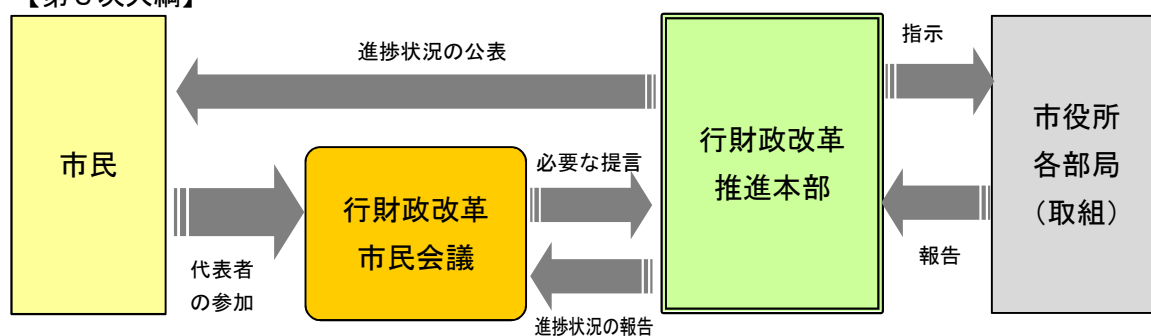 進捗状況の公表
指示
市民
代表者
の参加
行財政改革
市民会議
必要な提言
進捗状況の報告
行財政改革
推進本部
報告
市役所
各部局
（取組）